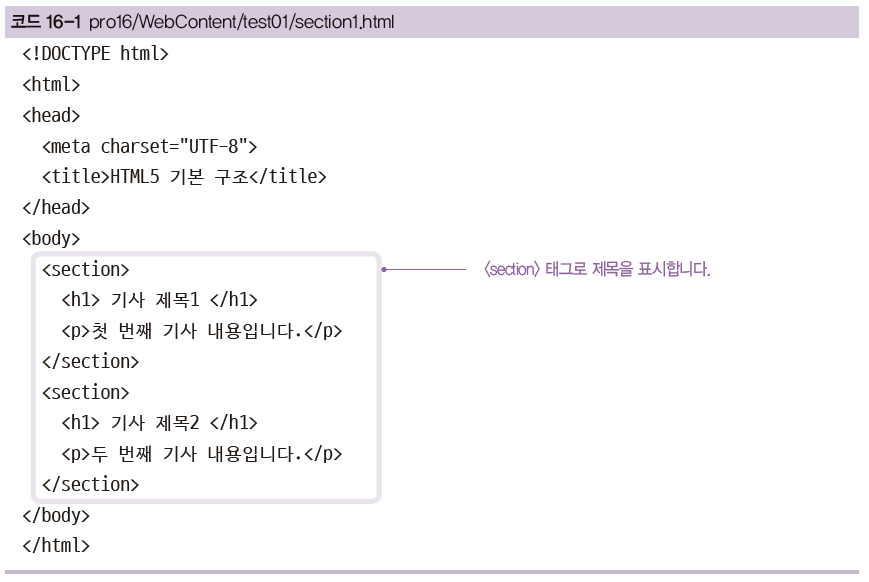 코드 16-1 pro16/WebContent/test01/section1.html
<!DOCTYPE html>
<html>
<head>
  <meta charset="UTF-8">
  <title>HTML5 기본 구조</title>
</head>
<body>
  <section>
〈section〉 태그로 제목을 표시합니다.
    <h1> 기사 제목1 </h1>
    <p>첫 번째 기사 내용입니다.</p>
  </section>
  <section>
    <h1> 기사 제목2 </h1>
    <p>두 번째 기사 내용입니다.</p>
  </section>
</body>
</html>